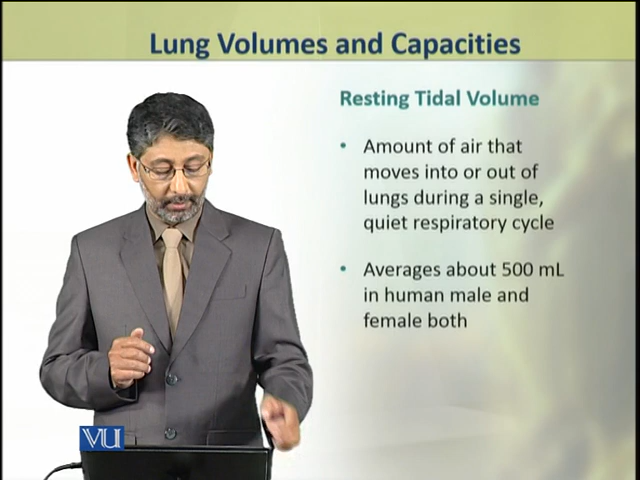 Lung Volumes and Capacities
Resting Tidal Volume
• Amount of air that
moves into or out of
lungs during a single,
quiet respiratory cycle
• Averages about 500 mL
in human male and
female both
VU